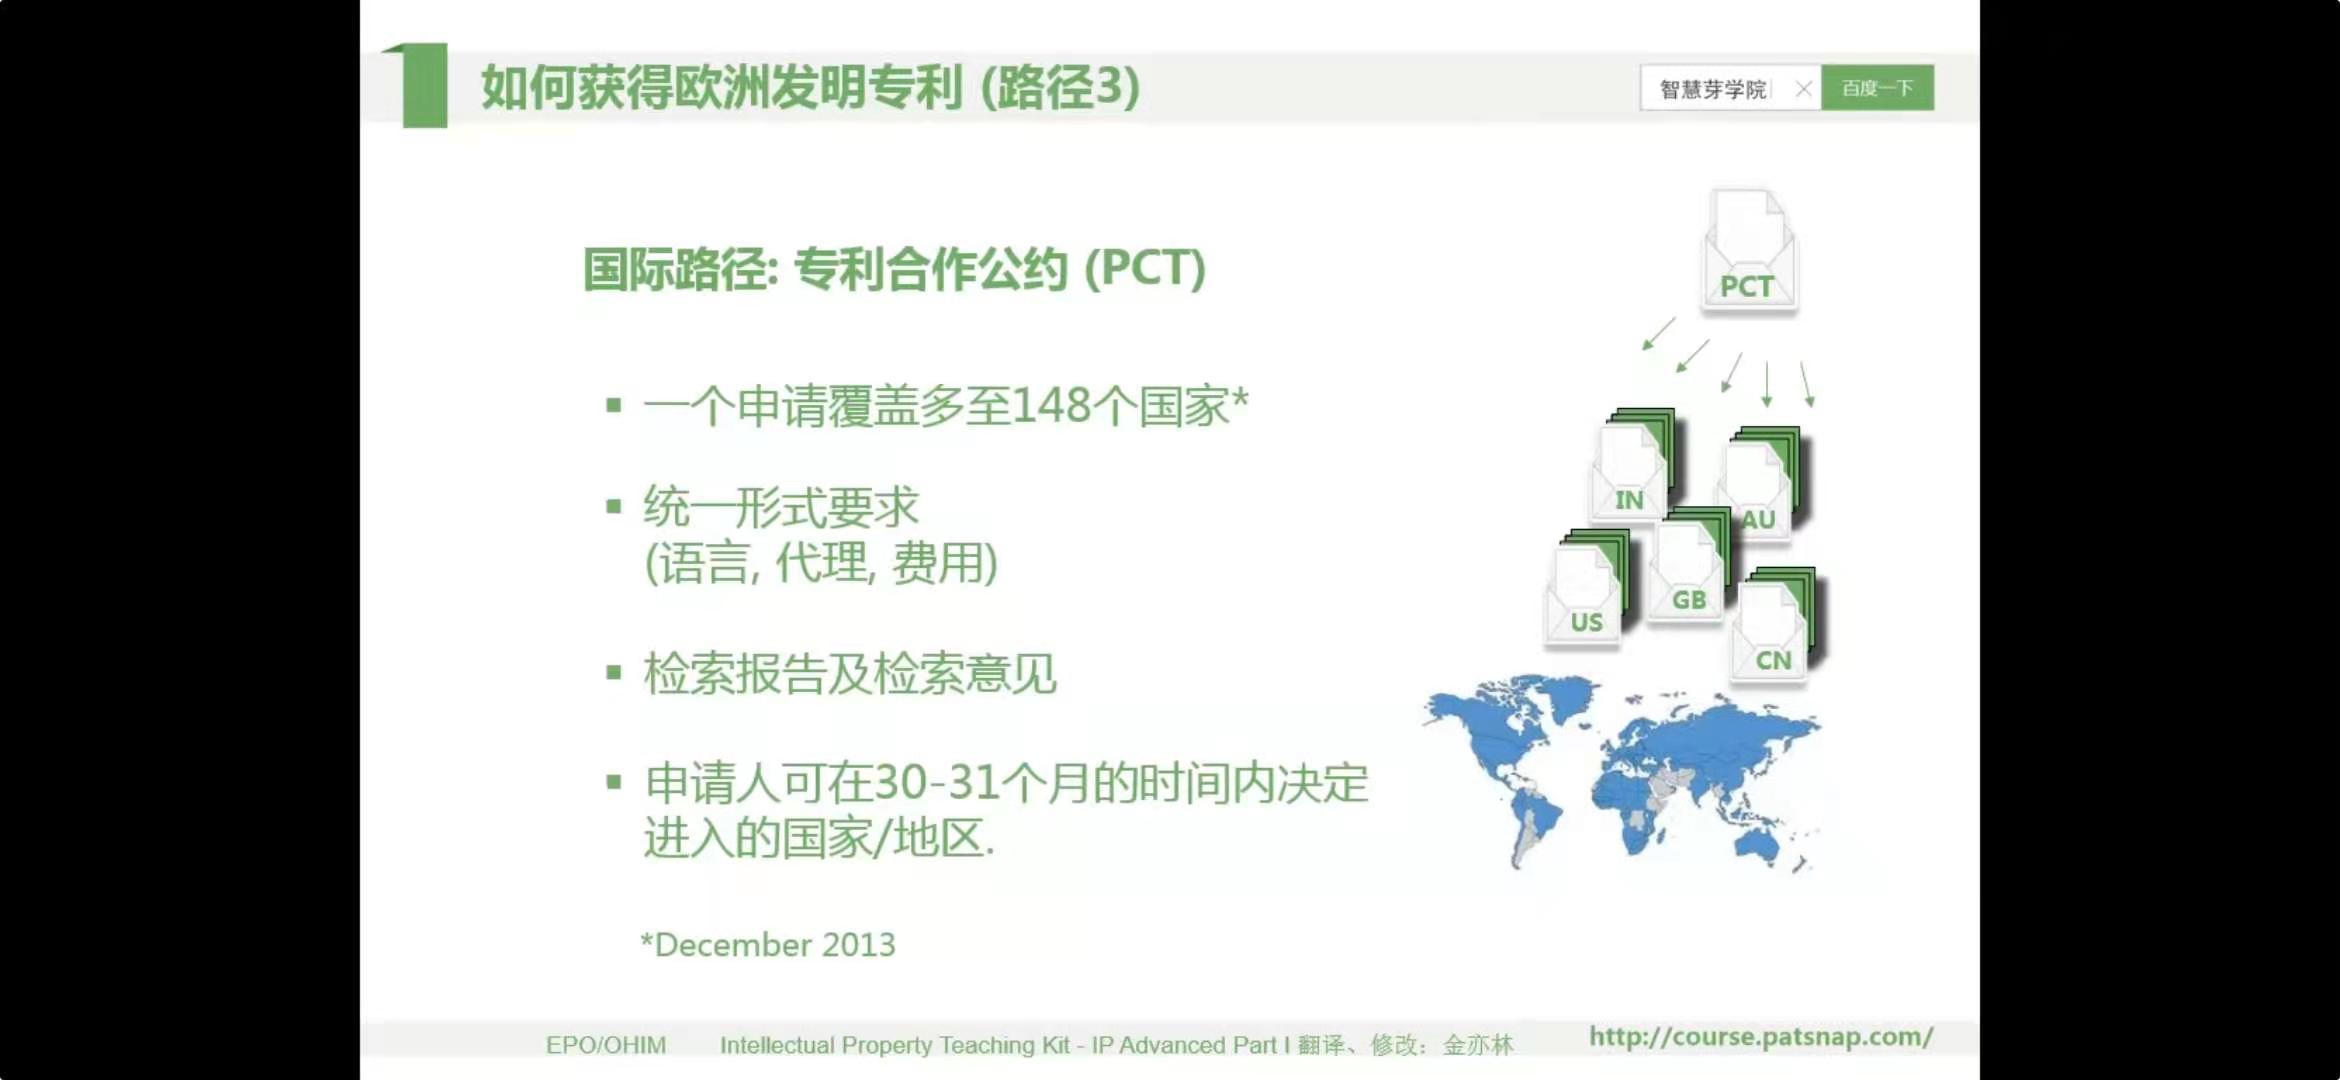 如何获得欧洲发明专利 (路径3)
智慧芽学院
百度一下
国际路径: 专利合作公约 (PCT)
▪ 一个申请覆盖多至148个国家*
▪ 统一形式要求
(语言, 代理, 费用)
▪ 检索报告及检索意见
▪ 申请人可在30-31个月的时间内决定
进入的国家/地区.
*December 2013
PCT
IN
AU
US
GB
CN
EPO/OHIM
Intellectual Property Teaching Kit - IP Advanced Part I 翻译、修改：金亦林
http://course.patsnap.com/